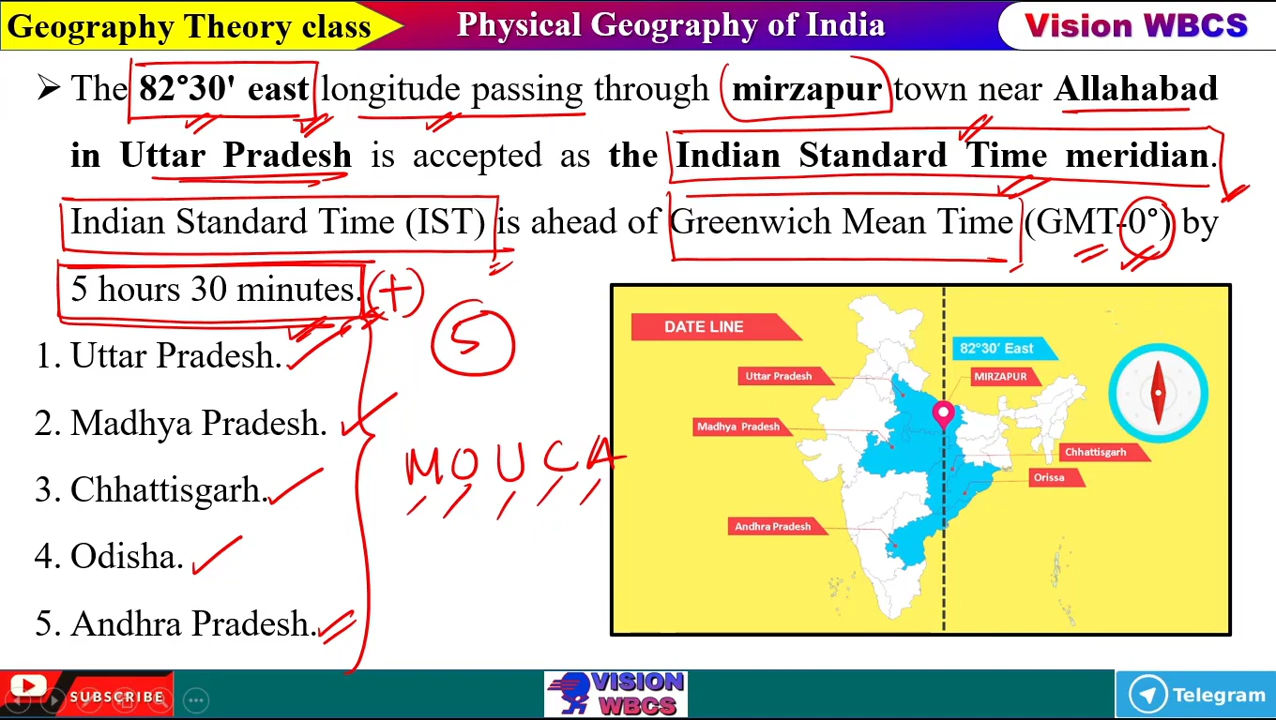 Geography Theory class
Physical Geography of India
Vision WBCS
➤ The 82°30' east longitude passing through mirzapur town near Allahabad
in Uttar Pradesh is accepted as the Indian Standard Time meridian.
Indian Standard Time (IST) is ahead of Greenwich Mean Time (GMT-0°) by
5 hours 30 minutes. (+)
5
1. Uttar Pradesh.
2. Madhya Pradesh.
3. Chhattisgarh.
4. Odisha.
5. Andhra Pradesh.
MOUCA
DATE LINE
82°30' East
Uttar Pradesh
MIRZAPUR
Madhya Pradesh
Chhattisgarh
Orissa
Andhra Pradesh
SUBSCRIBE
VISION
WBCS
Telegram